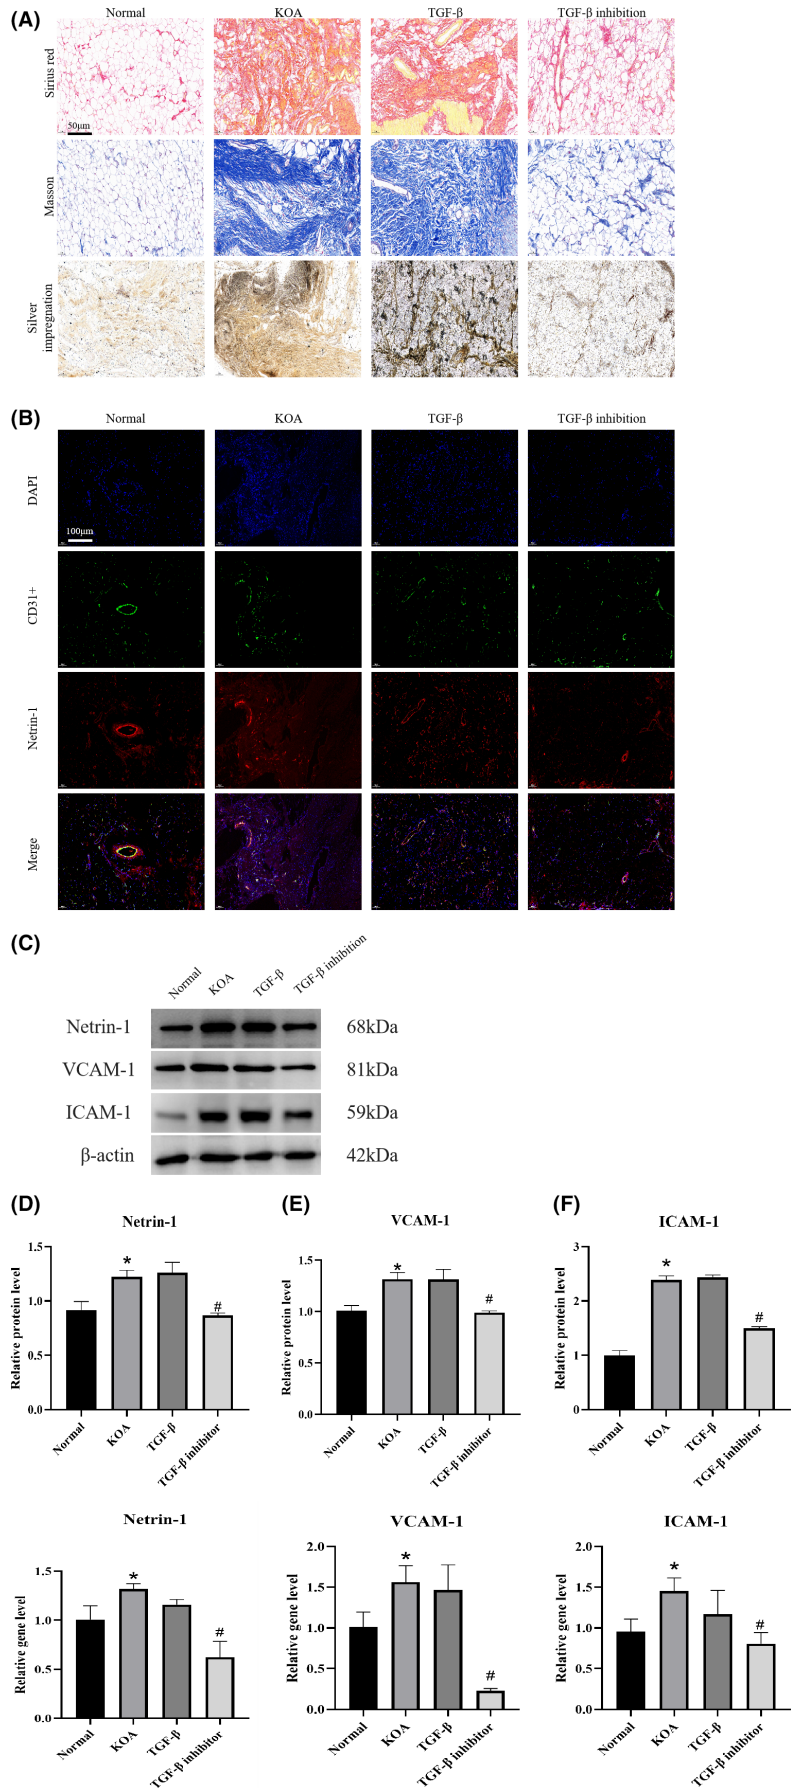 (A)
Normal
KOA
TGF-β
TGF-β inhibition
Sirius red
50μm
Masson
Silver
impregnation
(B)
Normal
KOA
TGF-β
TGF-β inhibition
DAPI
100μm
CD31+
Netrin-1
Merge
(C)
Normal
KOA
TGF-β
TGF-β inhibition
Netrin-1
68kDa
VCAM-1
81kDa
ICAM-1
59kDa
β-actin
42kDa
(D)
Netrin-1
Relative protein level
1.5
1.0
0.5
0.0
*
#
Normal
KOA
TGF-β
TGF-β inhibitor
(E)
VCAM-1
Relative protein level
1.5
1.0
0.5
0.0
*
#
Normal
KOA
TGF-β
TGF-β inhibitor
(F)
ICAM-1
Relative protein level
3
2
1
0
*
#
Normal
KOA
TGF-β
TGF-β inhibitor
Netrin-1
Relative gene level
1.5
1.0
0.5
0.0
*
#
Normal
KOA
TGF-β
TGF-β inhibitor
VCAM-1
Relative gene level
2.0
1.5
1.0
0.5
0.0
*
#
Normal
KOA
TGF-β
TGF-β inhibitor
ICAM-1
Relative gene level
2.0
1.5
1.0
0.5
0.0
*
#
Normal
KOA
TGF-β
TGF-β inhibitor